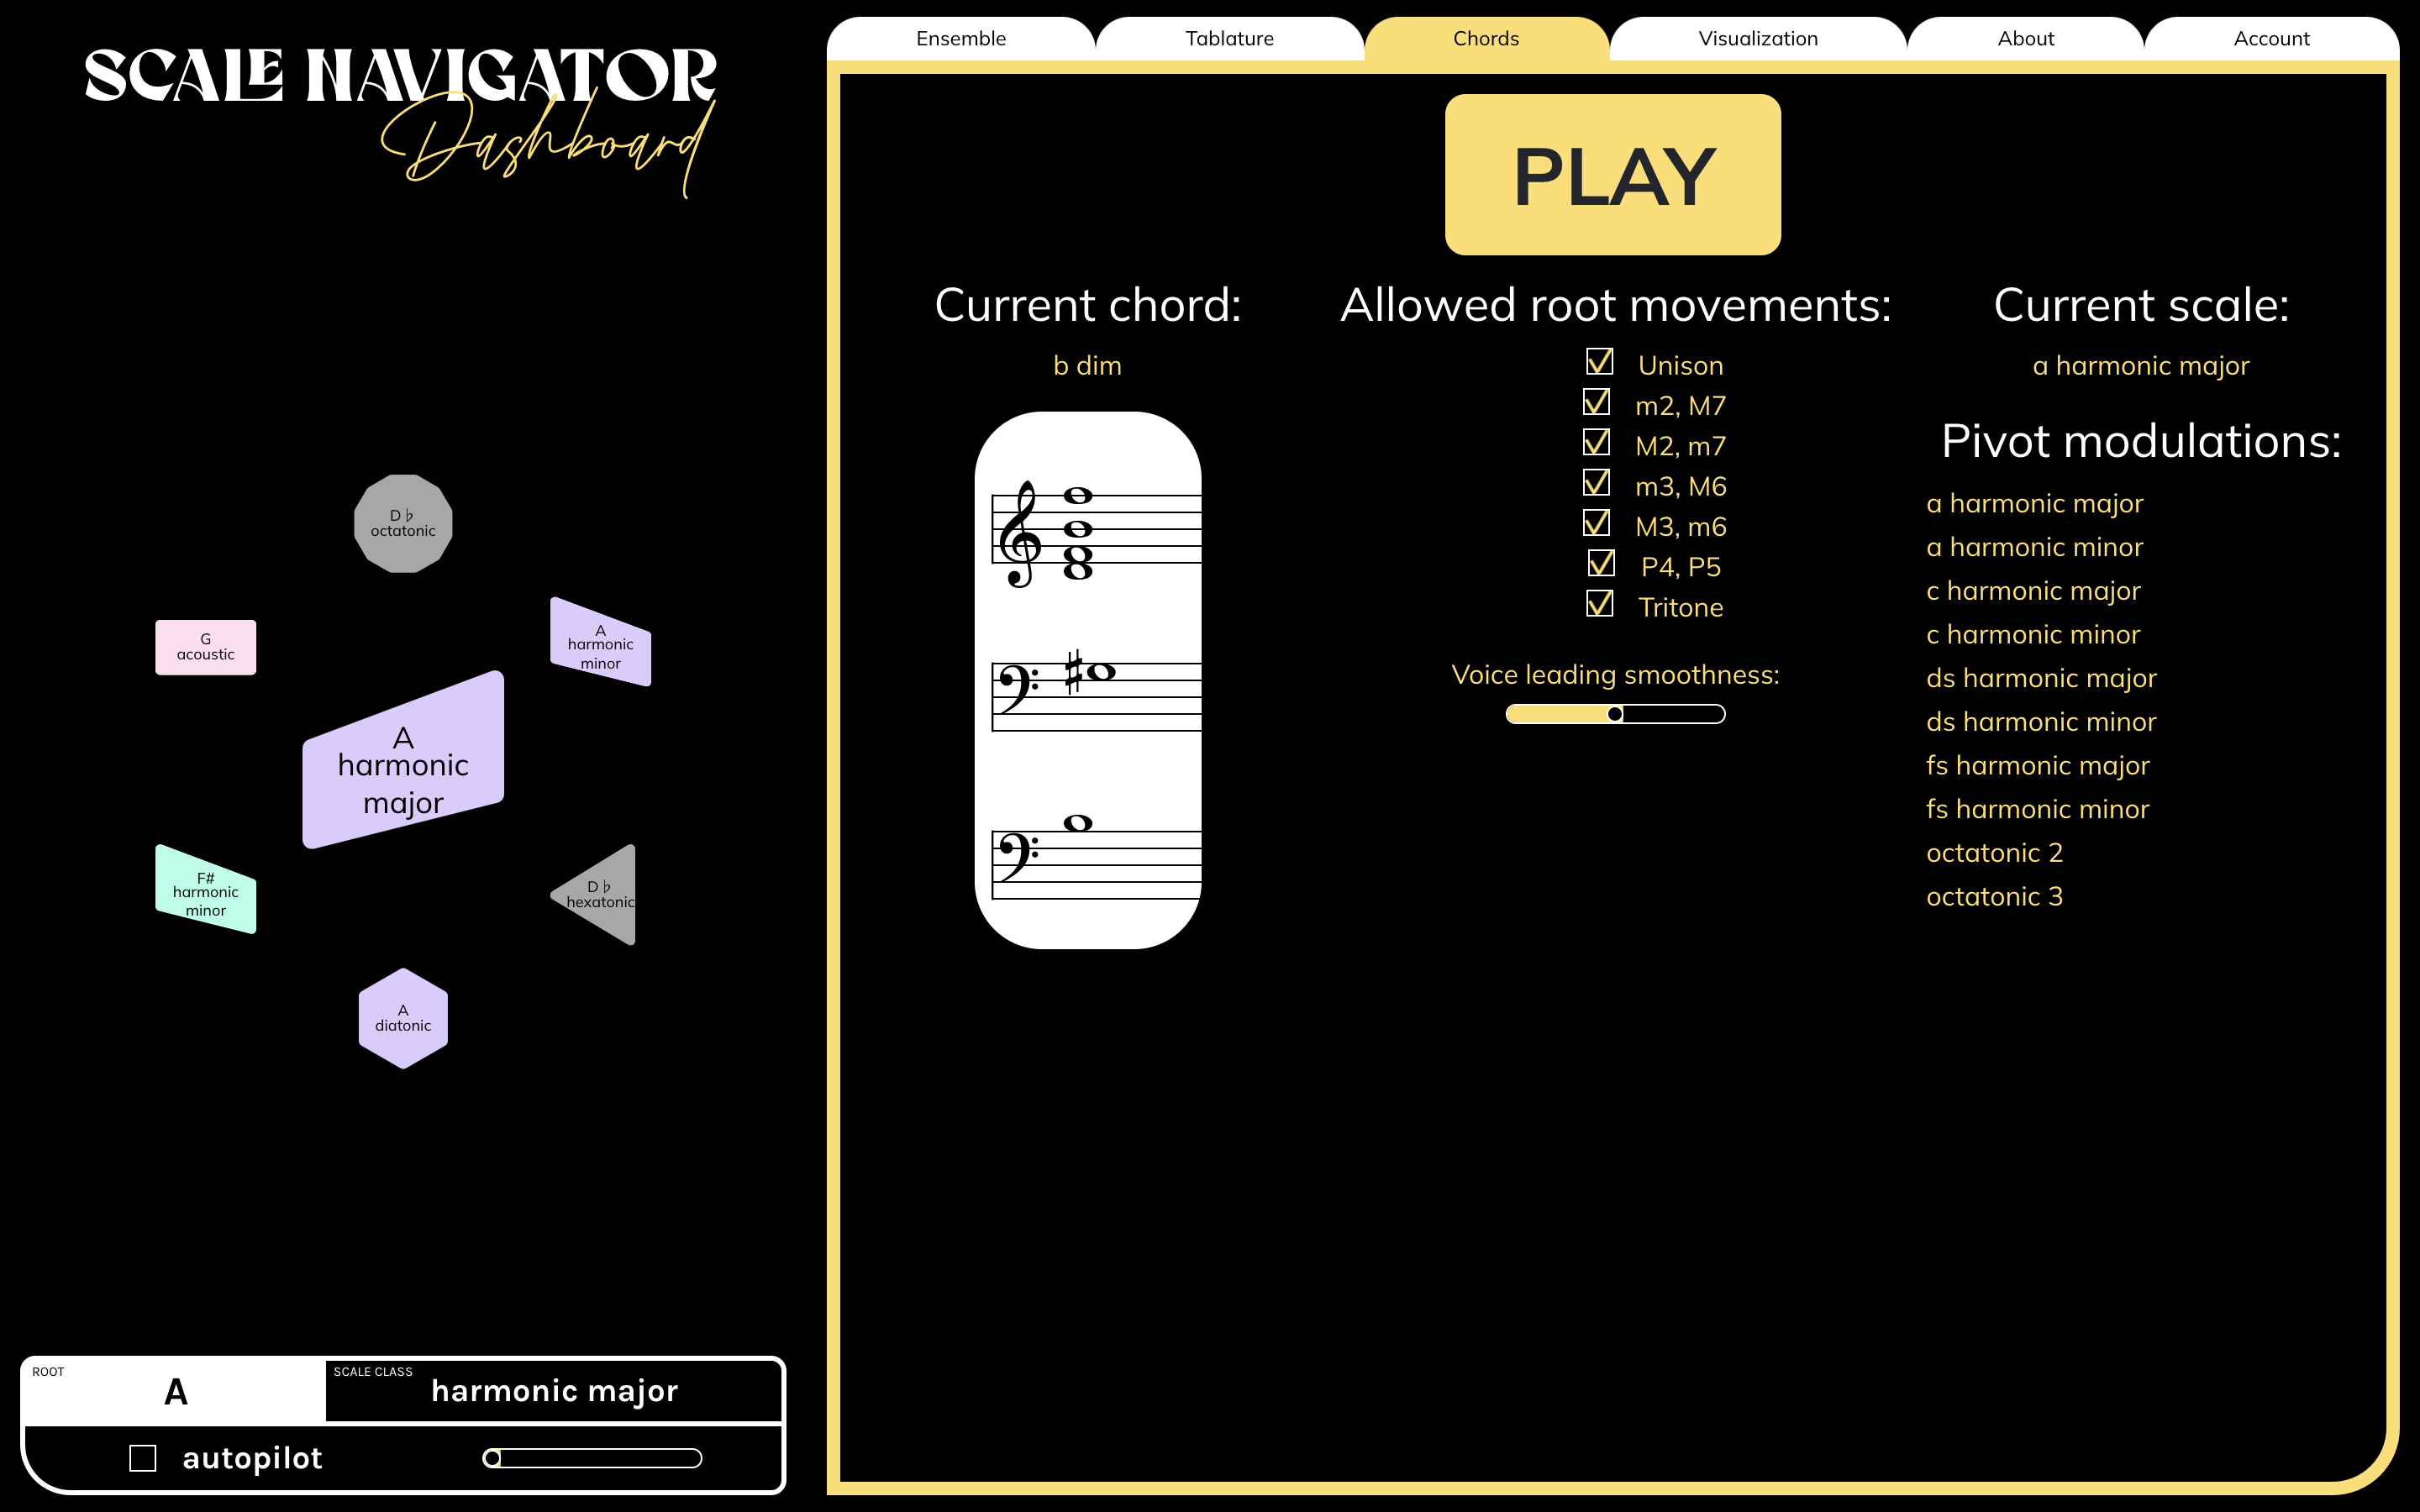 SCALE NAVIGATOR
Dashboard
Ensemble
Tablature
Chords
Visualization
About
Account
PLAY
Current chord:
b dim
Allowed root movements:
Unison
m2, M7
M2, m7
m3, M6
M3, m6
P4, P5
Tritone
Voice leading smoothness:
Current scale:
a harmonic major
Pivot modulations:
a harmonic major
a harmonic minor
c harmonic major
c harmonic minor
ds harmonic major
ds harmonic minor
fs harmonic major
fs harmonic minor
octatonic 2
octatonic 3
D ♭
octatonic
G
acoustic
A
harmonic
minor
A
harmonic
major
F#
harmonic
minor
D ♭
hexatonic
A
diatonic
ROOT
A
SCALE CLASS
harmonic major
autopilot